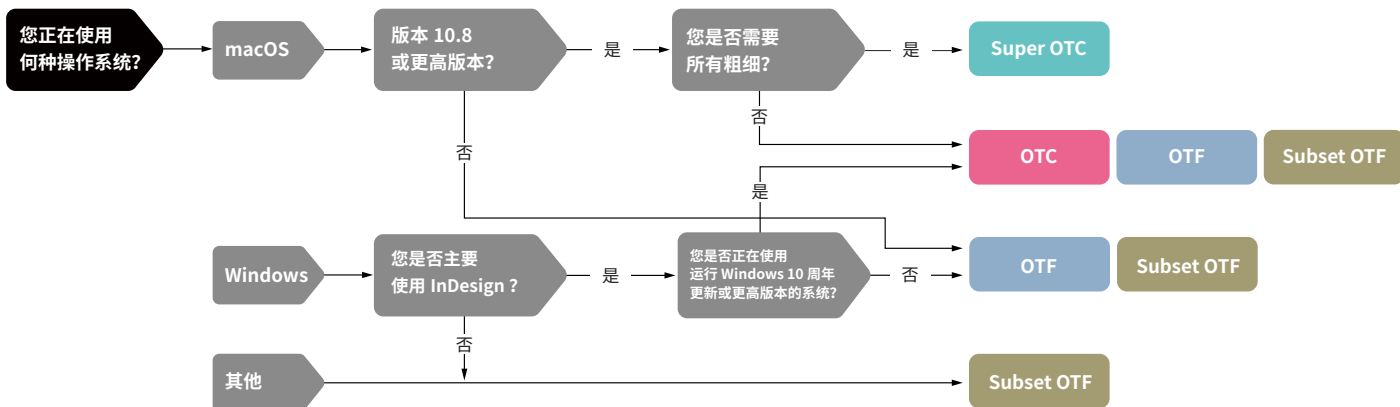 您正在使用
何种操作系统?
macOS
版本 10.8
或更高版本?
是
您是否需要
所有粗细?
是
Super OTC
否
否
OTC
OTF
Subset OTF
是
Windows
您是否主要
使用 InDesign ?
是
您是否正在使用
运行 Windows 10 周年
更新或更高版本的系统?
否
OTF
Subset OTF
否
其他
Subset OTF